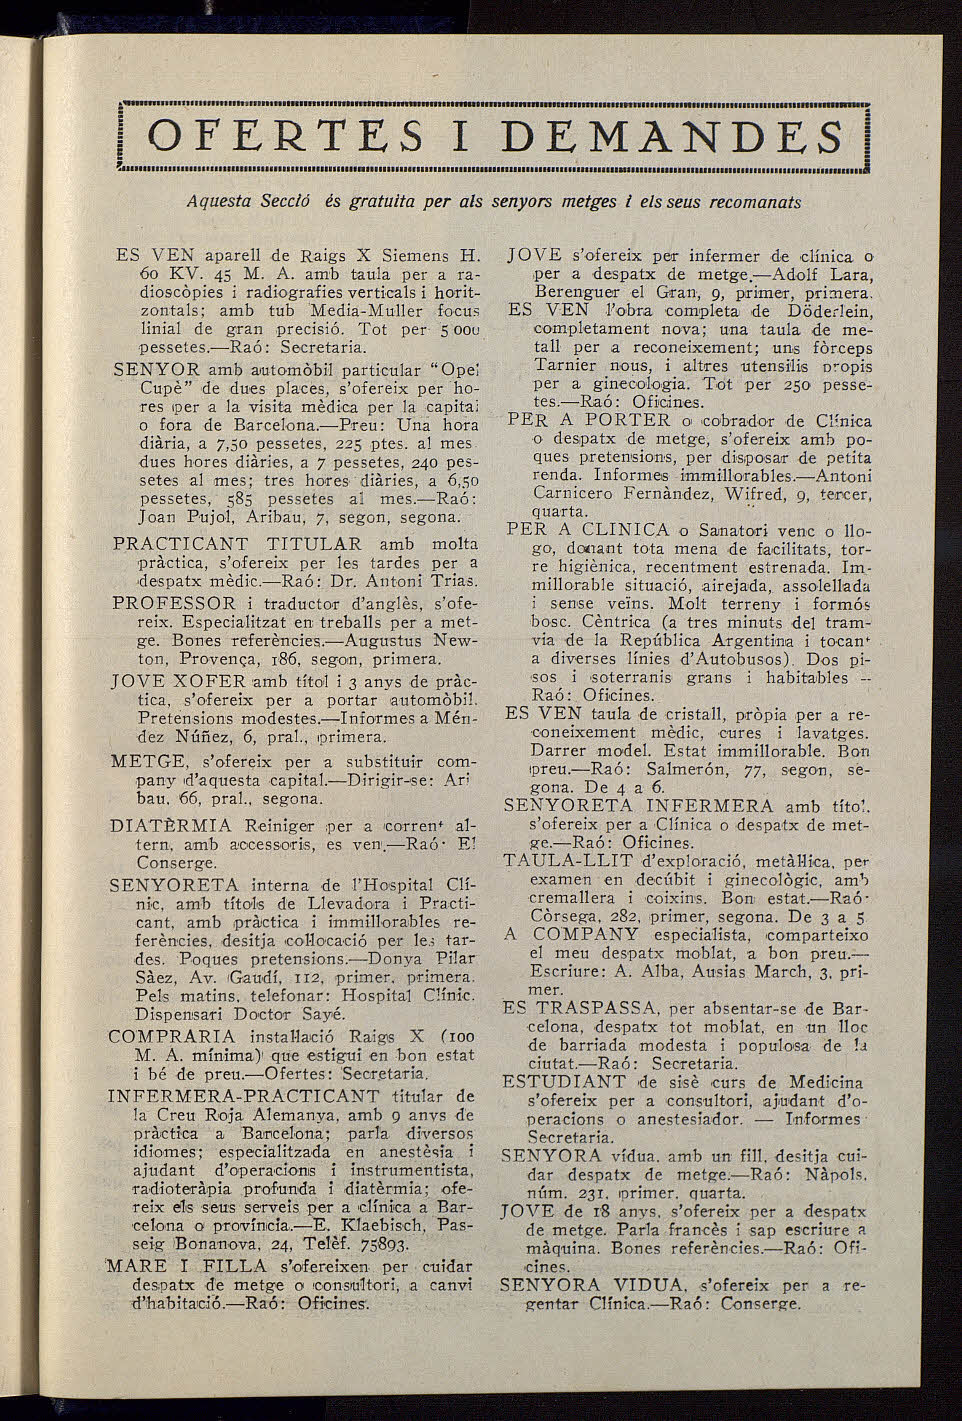 OFERTES I DEMANDES
Aquesta Secció és gratuita per als senyors metges i els seus recomanats
ES VEN aparell de Raigs X Siemens H.
60 KV. 45 M. A. amb taula per a ra-
dioscòpies i radiografies verticals i horit-
zontals; amb tub Media-Muller focus
linial de gran precisió. Tot per 5 000
pessetes.—Raó: Secretaria.
SENYOR amb automòbil particular “Opel
Cupè” de dues places, s’ofereix per ho-
res per a la visita mèdica per la capital
o fora de Barcelona.—Preu: Una hora
diària, a 7,50 pessetes, 225 ptes. al mes
dues hores diàries, a 7 pessetes, 240 pes-
setes al mes; tres hores diàries, a 6,50
pessetes, 585 pessetes al mes.—Raó:
Joan Pujol, Aribau, 7, segon, segona.
PRACTICANT TITULAR amb molta
pràctica, s’ofereix per les tardes per a
despatx mèdic.—Raó: Dr. Antoni Trias.
PROFESSOR i traductor d’anglès, s’ofe-
reix. Especialitzat en treballs per a met-
ge. Bones referències.—Augustus New-
ton, Provença, 186, segon, primera.
JOVE XOFER amb títol i 3 anys de pràc-
tica, s’ofereix per a portar automòbil.
Pretensions modestes.—Informes a Mén-
dez Núñez, 6, pral., primera.
METGE, s’ofereix per a substituir com-
pany d’aquesta capital.—Dirigir-se: Ari
bau, 66, pral., segona.
DIATÈRMIA Reiniger per a corrent al-
tern, amb accessoris, es ven.—Raó· El
Conserge.
SENYORETA interna de l’Hospital Clí-
nic, amb títols de Llevadora i Practi-
cant, amb pràctica i immillorables re-
ferències, desitja col·locació per les tar-
des. Poques pretensions.—Donya Pilar
Sàez, Av. Gaudí, 112, primer, primera.
Pels matins, telefonar: Hospital Clínic.
Dispensari Doctor Sayé.
COMPRARIA instal·lació Raigs X (100
M. A. mínima) que estigui en bon estat
i bé de preu.—Ofertes: Secretaria.
INFERMERA-PRACTICANT titular de
la Creu Roja Alemanya, amb 9 anys de
pràctica a Barcelona; parla diversos
idiomes; especialitzada en anestèsia i
ajudant d’operacions i instrumentista,
radioteràpia profunda i diatèrmia; ofe-
reix els seus serveis per a clínica a Bar-
celona o província.—E. Klaebisch, Pas-
seig Bonanova, 24, Telèf. 75893.
MARE I FILLA s’ofereixen per cuidar
despatx de metge o consultori, a canvi
d’habitació.—Raó: Oficines.
JOVE s’ofereix per infermer de clínica o
per a despatx de metge.—Adolf Lara,
Berenguer el Gran, 9, primer, primera.
ES VEN l’obra completa de Döderlein,
completament nova; una taula de me-
tall per a reconeixement; uns fòrceps
Tarnier nous, i altres utensilis propis
per a ginecologia. Tot per 250 pesse-
tes.—Raó: Oficines.
PER A PORTER o cobrador de Clínica
o despatx de metge, s’ofereix amb po-
ques pretensions, per disposar de petita
renda. Informes immillorables.—Antoni
Carnicero Fernàndez, Wifred, 9, tercer,
quarta.
PER A CLINICA o Sanatori venc o llo-
go, donant tota mena de facilitats, tor-
re higiènica, recentment estrenada. Im-
millorable situació, airejada, assolellada
i sense veïns. Molt terreny i formós
bosc. Cèntrica (a tres minuts del tram-
via de la República Argentina i tocant
a diverses línies d’Autobusos). Dos pi-
sos i soterranis grans i habitables --
Raó: Oficines.
ES VEN taula de cristall, pròpia per a re-
coneixement mèdic, cures i lavatges.
Darrer model. Estat immillorable. Bon
preu.—Raó: Salmerón, 77, segon, se-
gona. De 4 a 6.
SENYORETA INFERMERA amb títol.
s’ofereix per a Clínica o despatx de met-
ge.—Raó: Oficines.
TAULA-LLIT d’exploració, metàl·lica, per
examen en decúbit i ginecològic, amb
cremallera i coixins. Bon estat.—Raó·
Còrsega, 282, primer, segona. De 3 a 5
A COMPANY especialista, comparteixo
el meu despatx moblat, a bon preu.—
Escriure: A. Alba, Ausias March, 3, pri-
mer.
ES TRASPASSA, per absentar-se de Bar-
celona, despatx tot moblat, en un lloc
de barriada modesta i populosa de la
ciutat.—Raó: Secretaria.
ESTUDIANT de sisè curs de Medicina
s’ofereix per a consultori, ajudant d’o-
peracions o anestesiador. — Informes
Secretaria.
SENYORA vídua, amb un fill, desitja cui-
dar despatx de metge.—Raó: Nàpols,
núm. 231, primer, quarta.
JOVE de 18 anys, s’ofereix per a despatx
de metge. Parla francès i sap escriure a
màquina. Bones referències.—Raó: Ofi-
cines.
SENYORA VIDUA, s’ofereix per a re-
gentar Clínica.—Raó: Conserge.